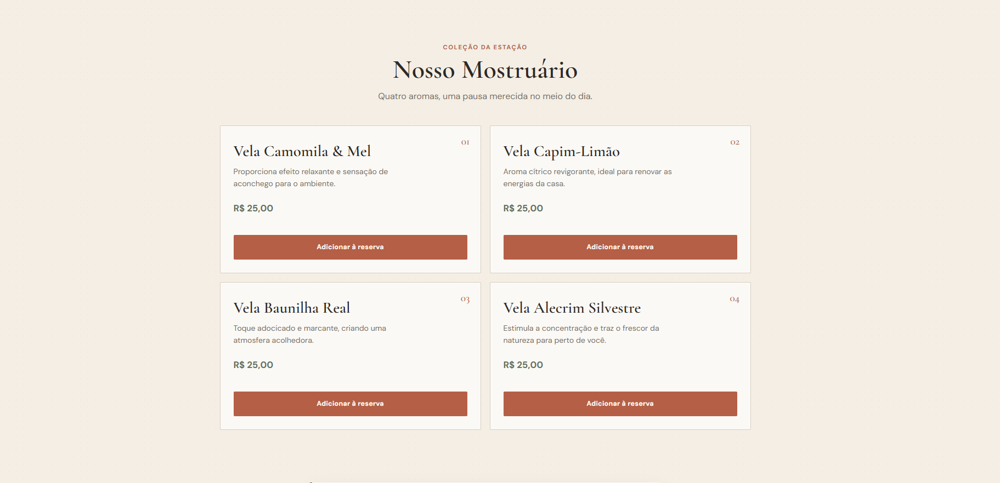 COLEÇÃO DA ESTAÇÃO
Nosso Mostruário
Quatro aromas, uma pausa merecida no meio do dia.
01
Vela Camomila & Mel
Proporciona efeito relaxante e sensação de
aconchego para o ambiente.
R$ 25,00
Adicionar à reserva
02
Vela Capim-Limão
Aroma cítrico revigorante, ideal para renovar as
energias da casa.
R$ 25,00
Adicionar à reserva
03
Vela Baunilha Real
Toque adocicado e marcante, criando uma
atmosfera acolhedora.
R$ 25,00
Adicionar à reserva
04
Vela Alecrim Silvestre
Estimula a concentração e traz o frescor da
natureza para perto de você.
R$ 25,00
Adicionar à reserva